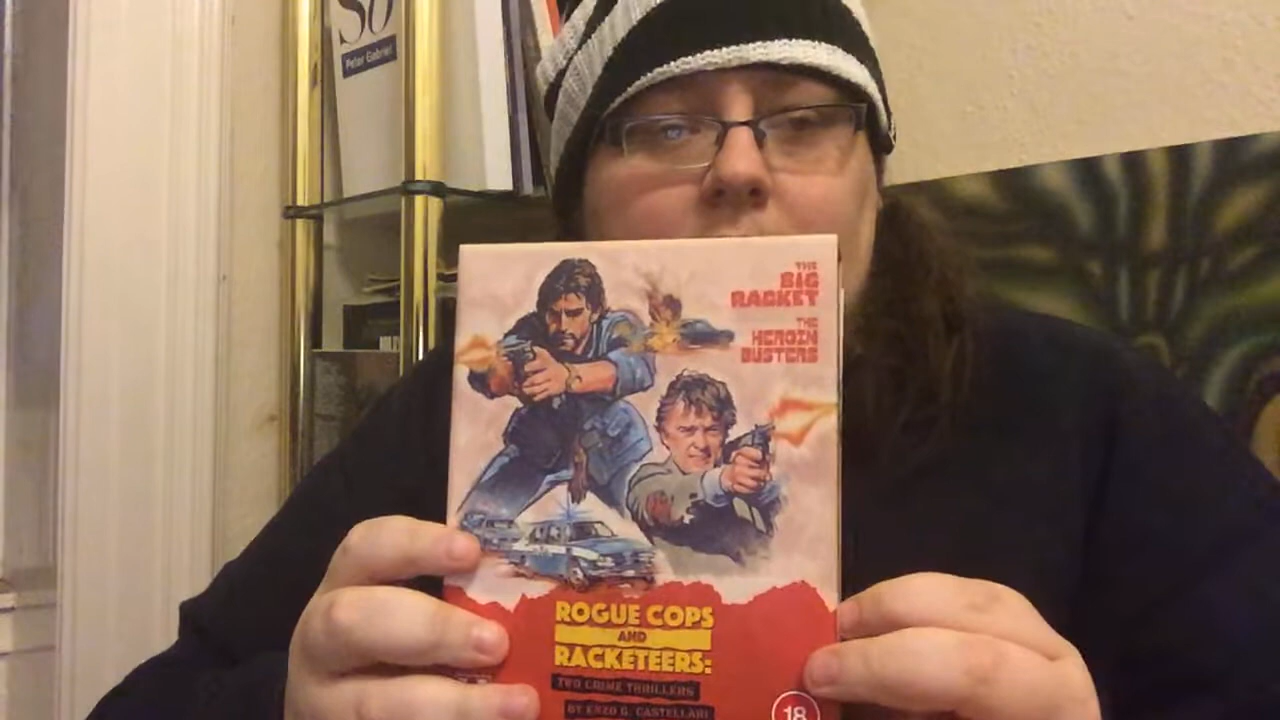 So
Peter Gabriel
THE
BIG
RACKET
THE
HEROIN
BUSTERS
ROGUE COPS
AND
RACKETEERS:
TWO CRIME THRILLERS
BY ENZO G. CASTELLARI
18